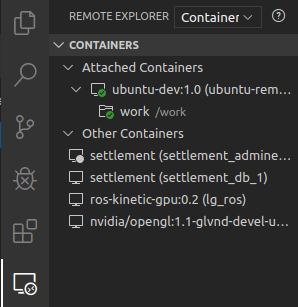 REMOTE EXPLORER
Container
CONTAINERS
Attached Containers
ubuntu-dev:1.0 (ubuntu-rem...
work /work
Other Containers
settlement (settlement_admine...
settlement (settlement_db_1)
ros-kinetic-gpu:0.2 (lg_ros)
nvidia/opengl:1.1-glvnd-devel-u...